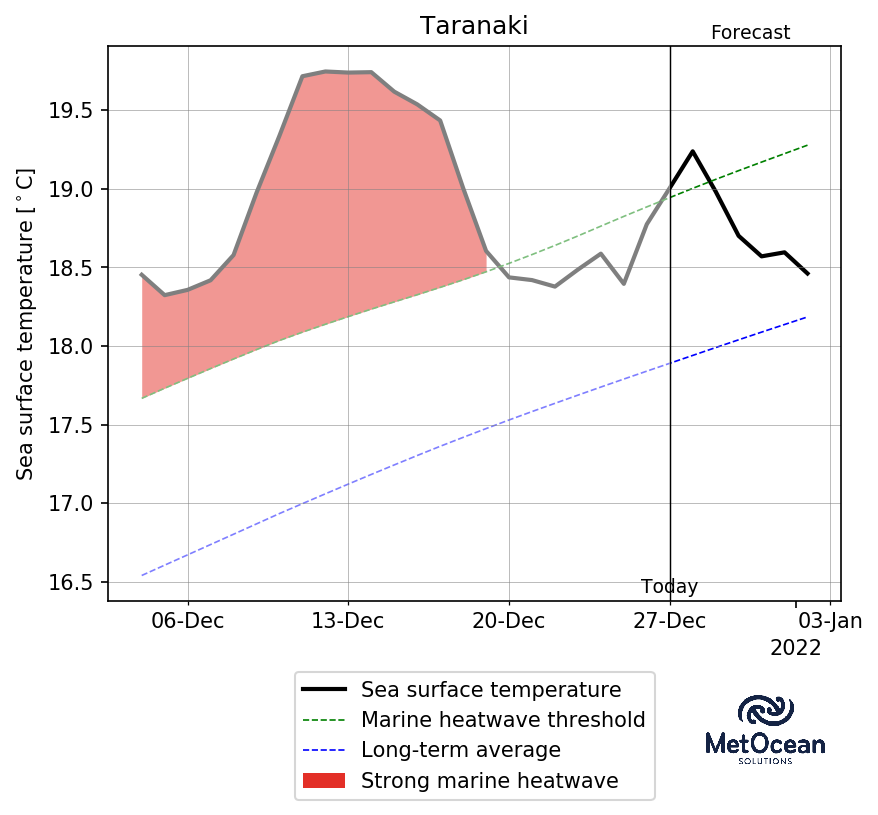 Taranaki
Forecast
Sea surface temperature [°C]
19.5
19.0
18.5
18.0
17.5
17.0
16.5
Today
06-Dec 13-Dec 20-Dec 27-Dec 03-Jan
2022
Sea surface temperature
Marine heatwave threshold
Long-term average
Strong marine heatwave
MetOcean
SOLUTIONS